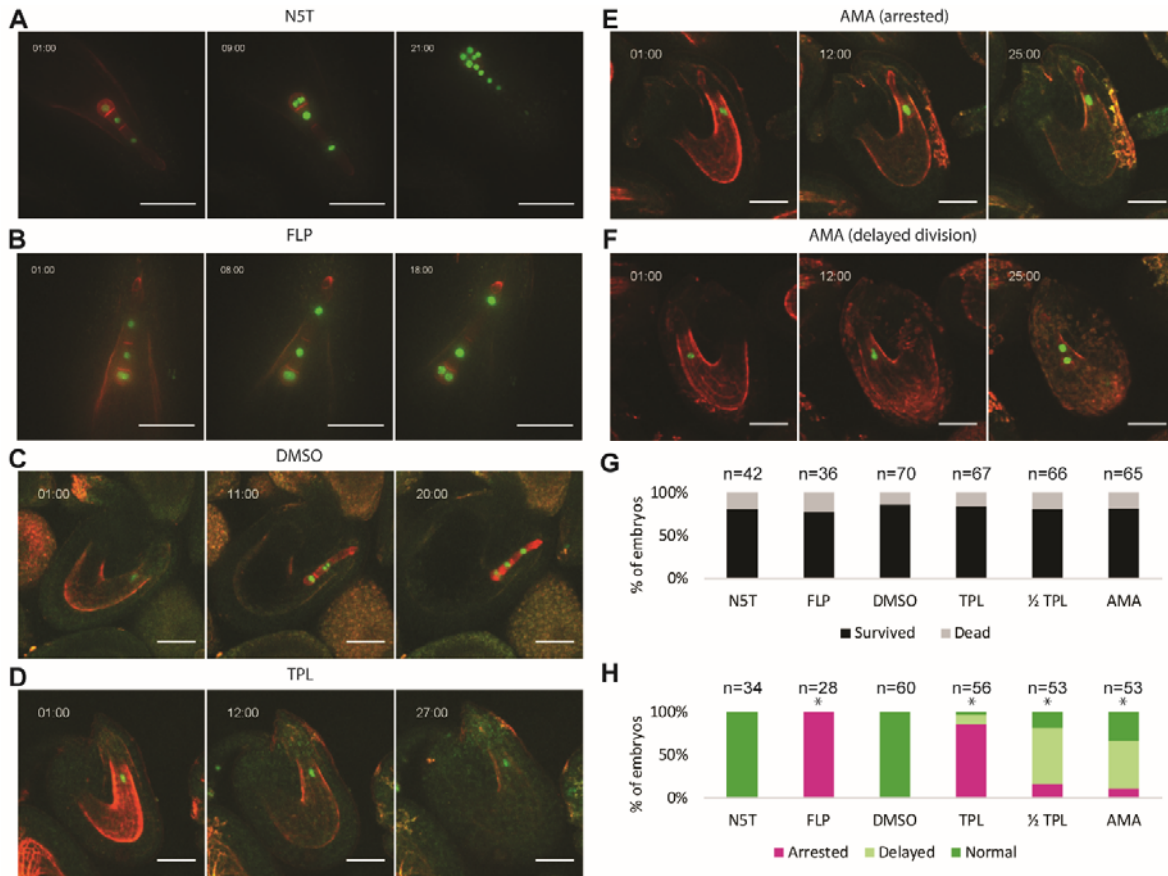 A
N5T
01:00
09:00
21:00
B
FLP
01:00
08:00
18:00
C
DMSO
01:00
11:00
20:00
D
TPL
01:00
12:00
27:00
E
AMA (arrested)
01:00
12:00
25:00
F
AMA (delayed division)
01:00
12:00
25:00
G
n=42 n=36 n=70 n=67 n=66 n=65
% of embryos
100%
50%
0%
N5T FLP DMSO TPL ½ TPL AMA
Survived Dead
H
n=34 n=28 n=60 n=56 n=53 n=53
* * * *
% of embryos
100%
50%
0%
N5T FLP DMSO TPL ½ TPL AMA
Arrested Delayed Normal